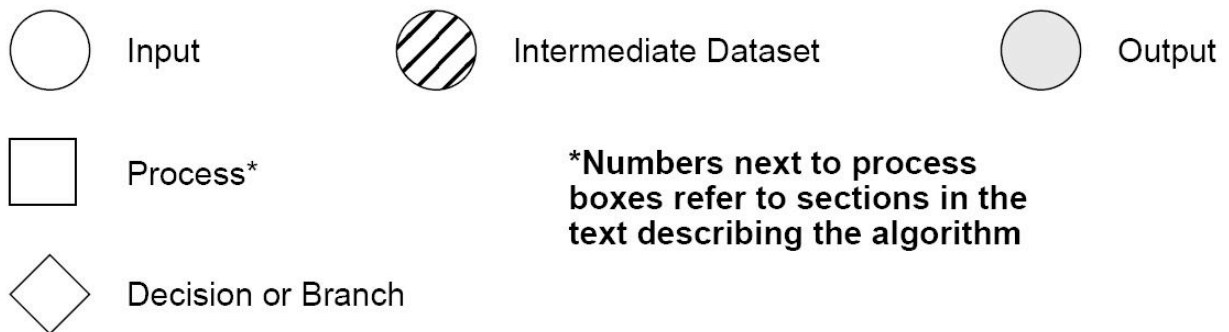 Input
Intermediate Dataset
Output
Process*
*Numbers next to process
boxes refer to sections in the
text describing the algorithm
Decision or Branch